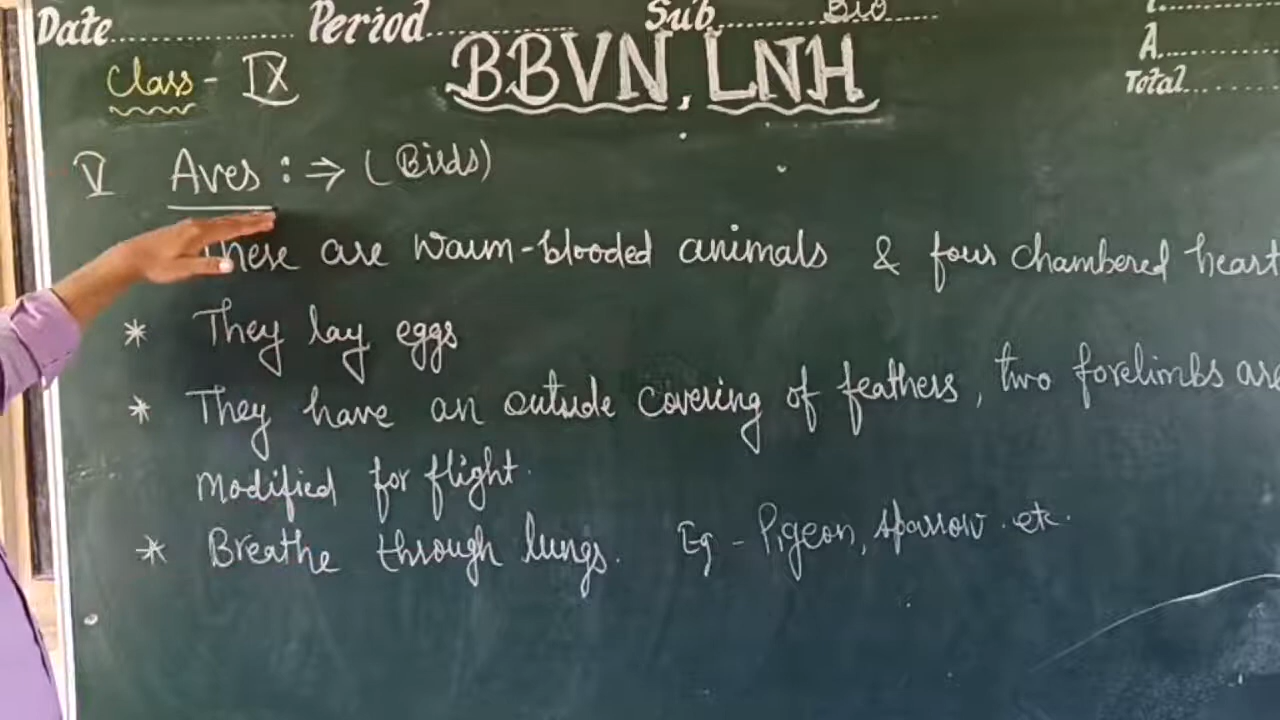 Date............ Period............ Sub............ Bio
Class - IX
BBVN, LNH
A....
Total......
V Aves :⇒ (Birds)
These are warm-blooded animals & four chambered heart
* They lay eggs
* They have an outside covering of feathers, two forelimbs are
modified for flight.
* Breathe through lungs. Eg - Pigeon, sparrow. etc.